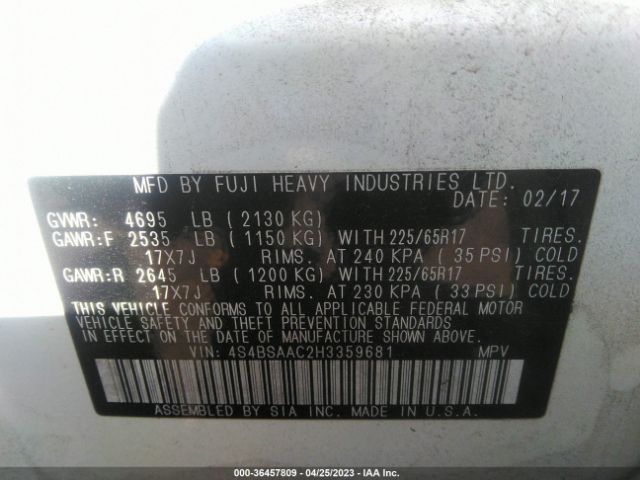 MFD BY FUJI HEAVY INDUSTRIES LTD.
DATE: 02/17
GVWR: 4695 LB (2130 KG)
GAWR:F 2535 LB (1150 KG) WITH 225/65R17 TIRES.
17X7J RIMS. AT 240 KPA (35 PSI) COLD
GAWR:R 2645 LB (1200 KG) WITH 225/65R17 TIRES.
17X7J RIMS. AT 230 KPA (33 PSI) COLD
THIS VEHICLE CONFORMS TO ALL APPLICABLE FEDERAL MOTOR
VEHICLE SAFETY AND THEFT PREVENTION STANDARDS
IN EFFECT ON THE DATE OF MANUFACTURE SHOWN ABOVE.
VIN: 4S4BSAAC2H3359681 MPV
ASSEMBLED BY SIA INC. MADE IN U.S.A.
000-36457809 - 04/25/2023 - IAA Inc.